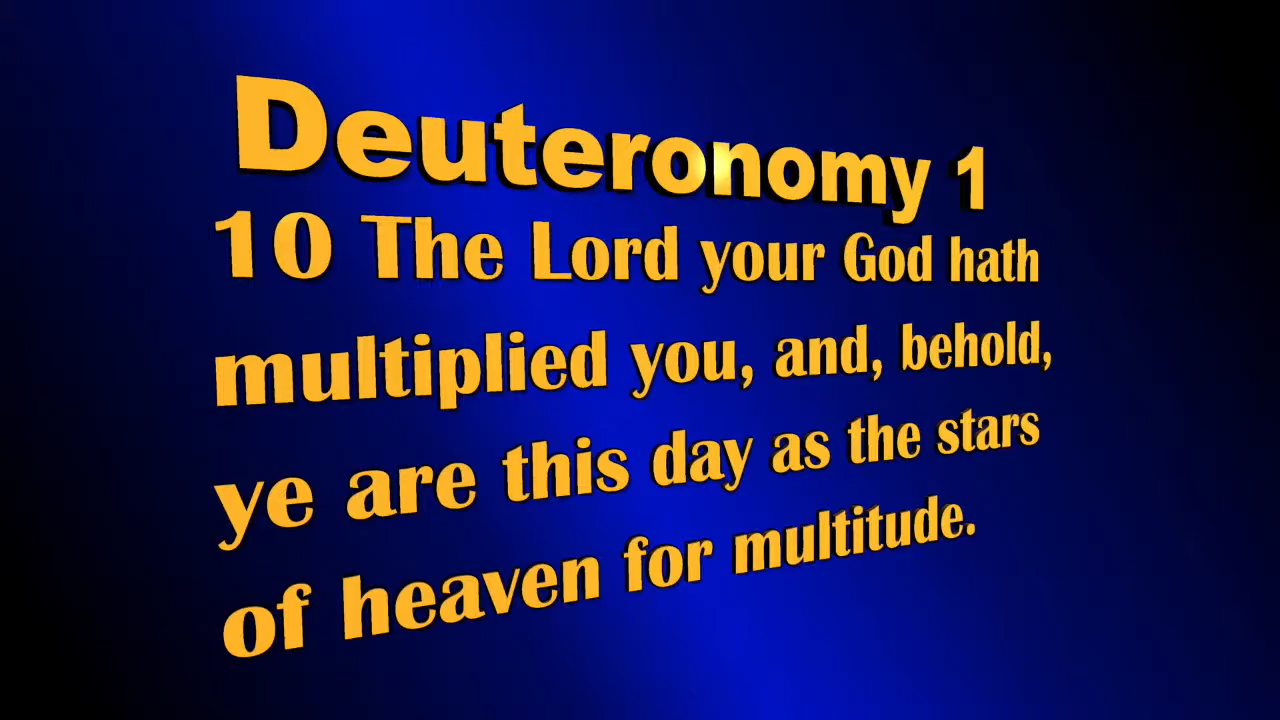 Deuteronomy 1
10 The Lord your God hath
multiplied you, and, behold,
ye are this day as the stars
of heaven for multitude.